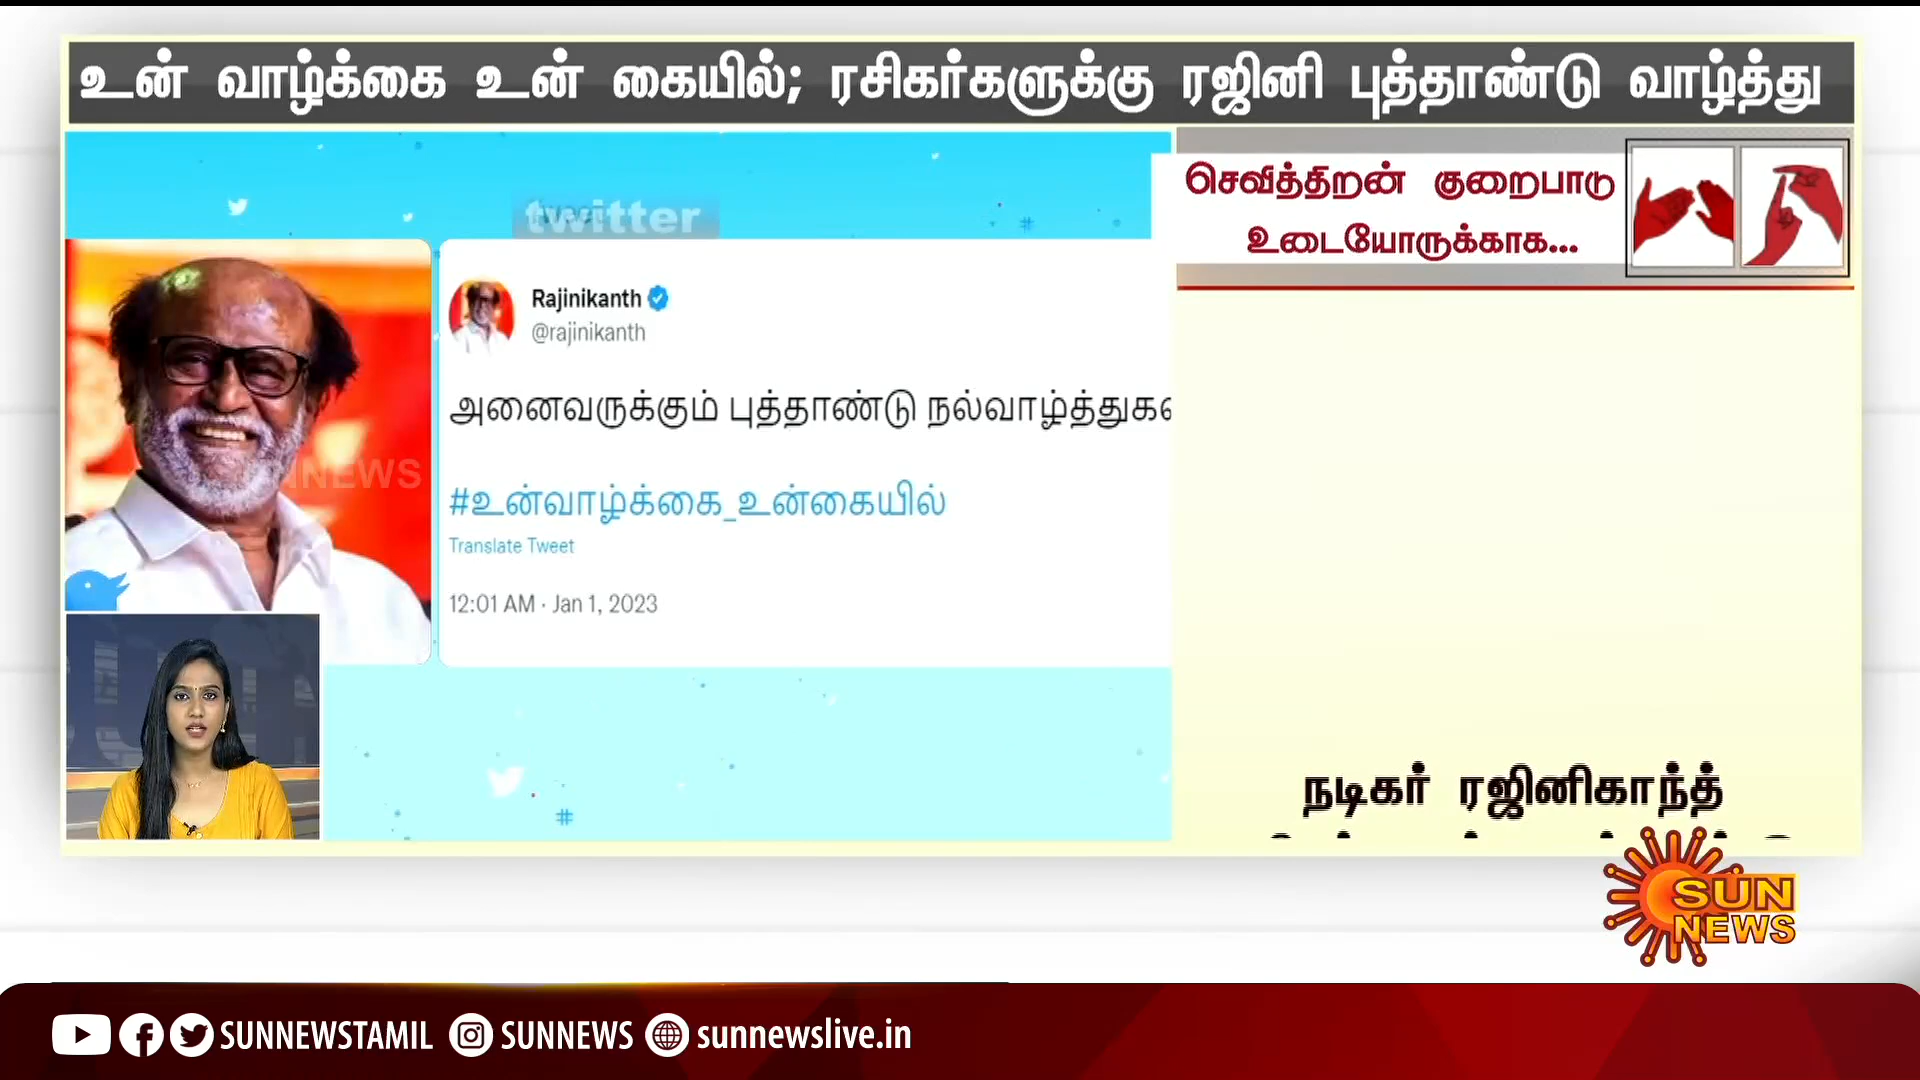 உன் வாழ்க்கை உன் கையில்; ரசிகர்களுக்கு ரஜினி புத்தாண்டு வாழ்த்து
செவித்திறன் குறைபாடு
உடையோருக்காக...
twitter
Rajinikanth
@rajinikanth
அனைவருக்கும் புத்தாண்டு நல்வாழ்த்துக
#உன்வாழ்க்கை_உன்கையில்
Translate Tweet
12:01 AM · Jan 1, 2023
SUNNEWS
நடிகர் ரஜினிகாந்த்
SUN
NEWS
SUNNEWSTAMIL SUNNEWS sunnewslive.in